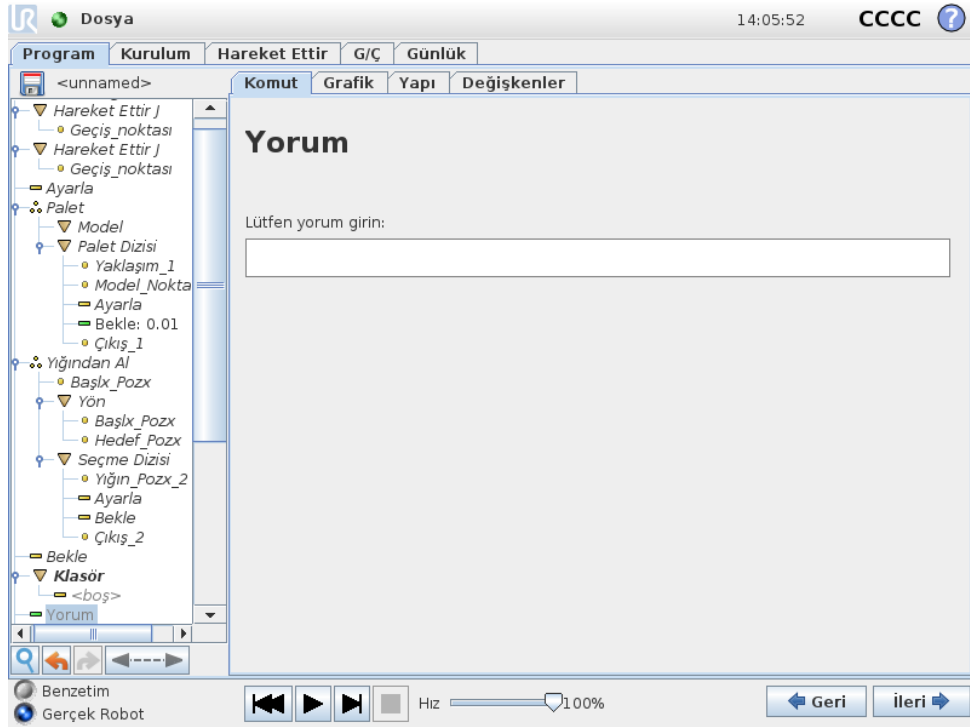 Dosya 14:05:52 CCCC ?
Program Kurulum Hareket Ettir G/Ç Günlük
<unnamed> Komut Grafik Yapı Değişkenler
Hareket Ettir J
Geçiş_noktası
Hareket Ettir J
Geçiş_noktası
Ayarla
Palet
Model
Palet Dizisi
Yaklaşım_1
Model_Nokta
Ayarla
Bekle: 0.01
Çıkış_1
Yığından Al
Başlx_Pozx
Yön
Başlx_Pozx
Hedef_Pozx
Seçme Dizisi
Yığın_Pozx_2
Ayarla
Bekle
Çıkış_2
Bekle
Klasör
<boş>
Yorum
Yorum
Lütfen yorum girin:
Benzetim
Gerçek Robot
Hız 100% Geri İleri